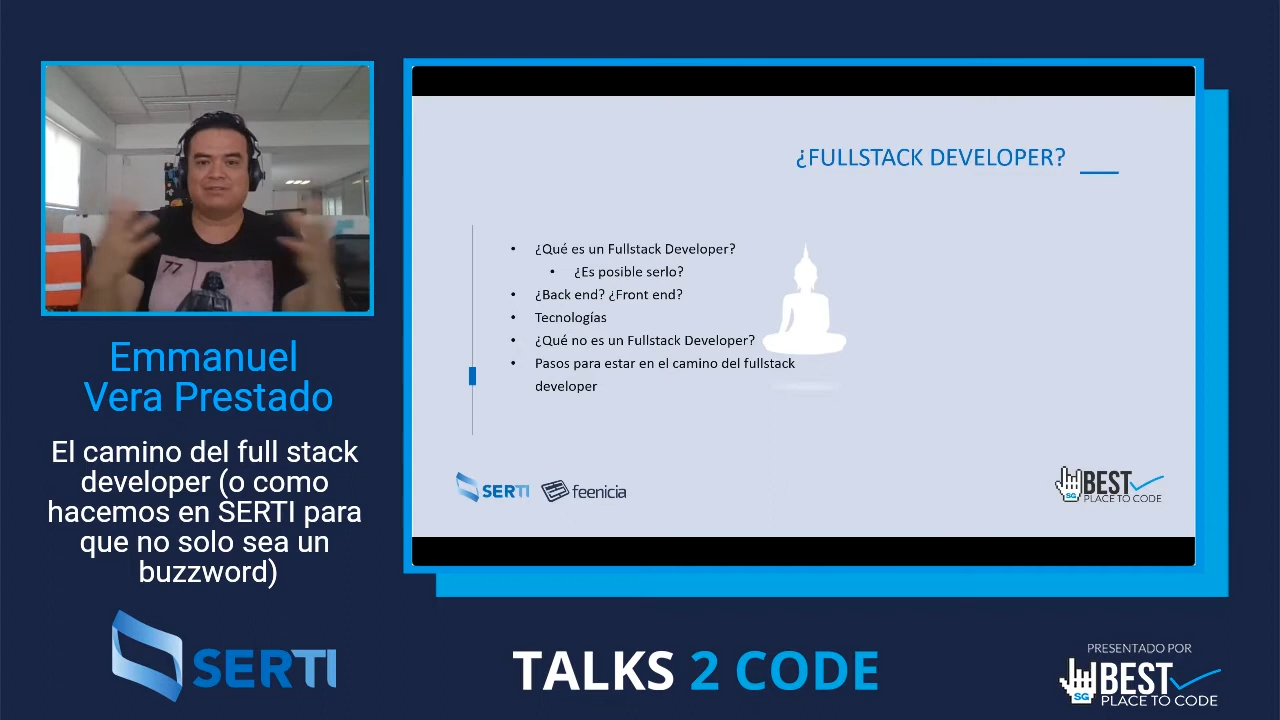 77
Emmanuel
Vera Prestado
El camino del full stack
developer (o como
hacemos en SERTI para
que no solo sea un
buzzword)
SERTI
¿FULLSTACK DEVELOPER?
• ¿Qué es un Fullstack Developer?
• ¿Es posible serlo?
• ¿Back end? ¿Front end?
• Tecnologías
• ¿Qué no es un Fullstack Developer?
• Pasos para estar en el camino del fullstack
developer
SERTI feenicia
SG BEST
PLACE TO CODE
TALKS 2 CODE
PRESENTADO POR
SG BEST
PLACE TO CODE